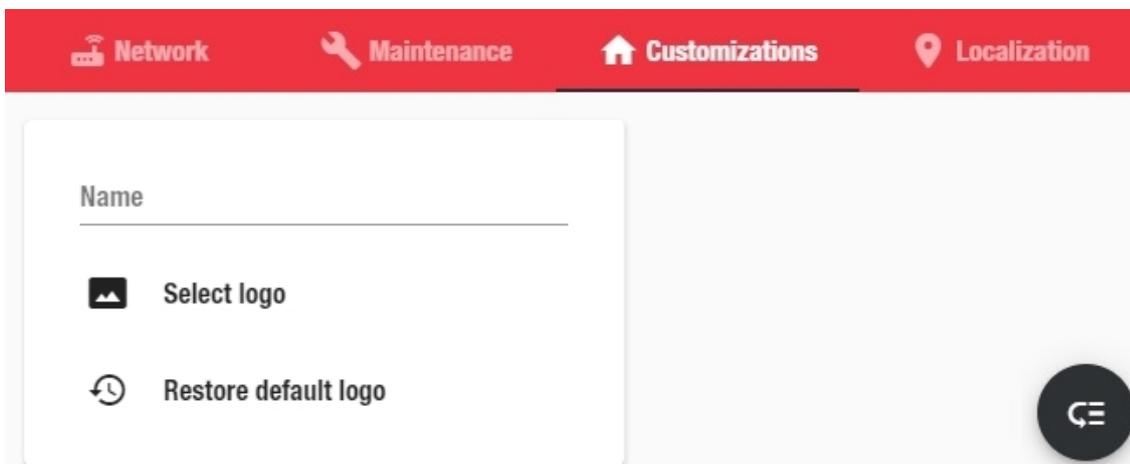 Network Maintenance Customizations Localization
Name
Select logo
Restore default logo